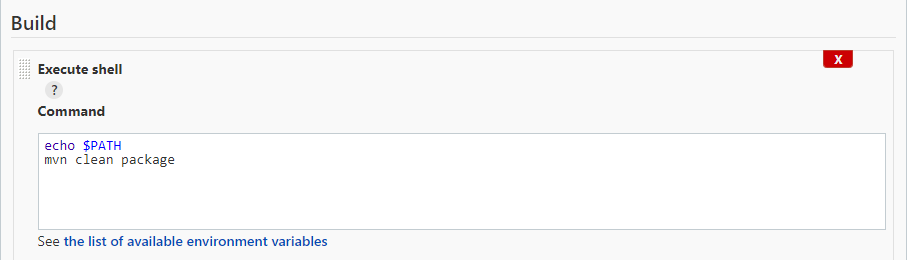 Build
Execute shell
X
?
Command
echo $PATH
mvn clean package
See the list of available environment variables